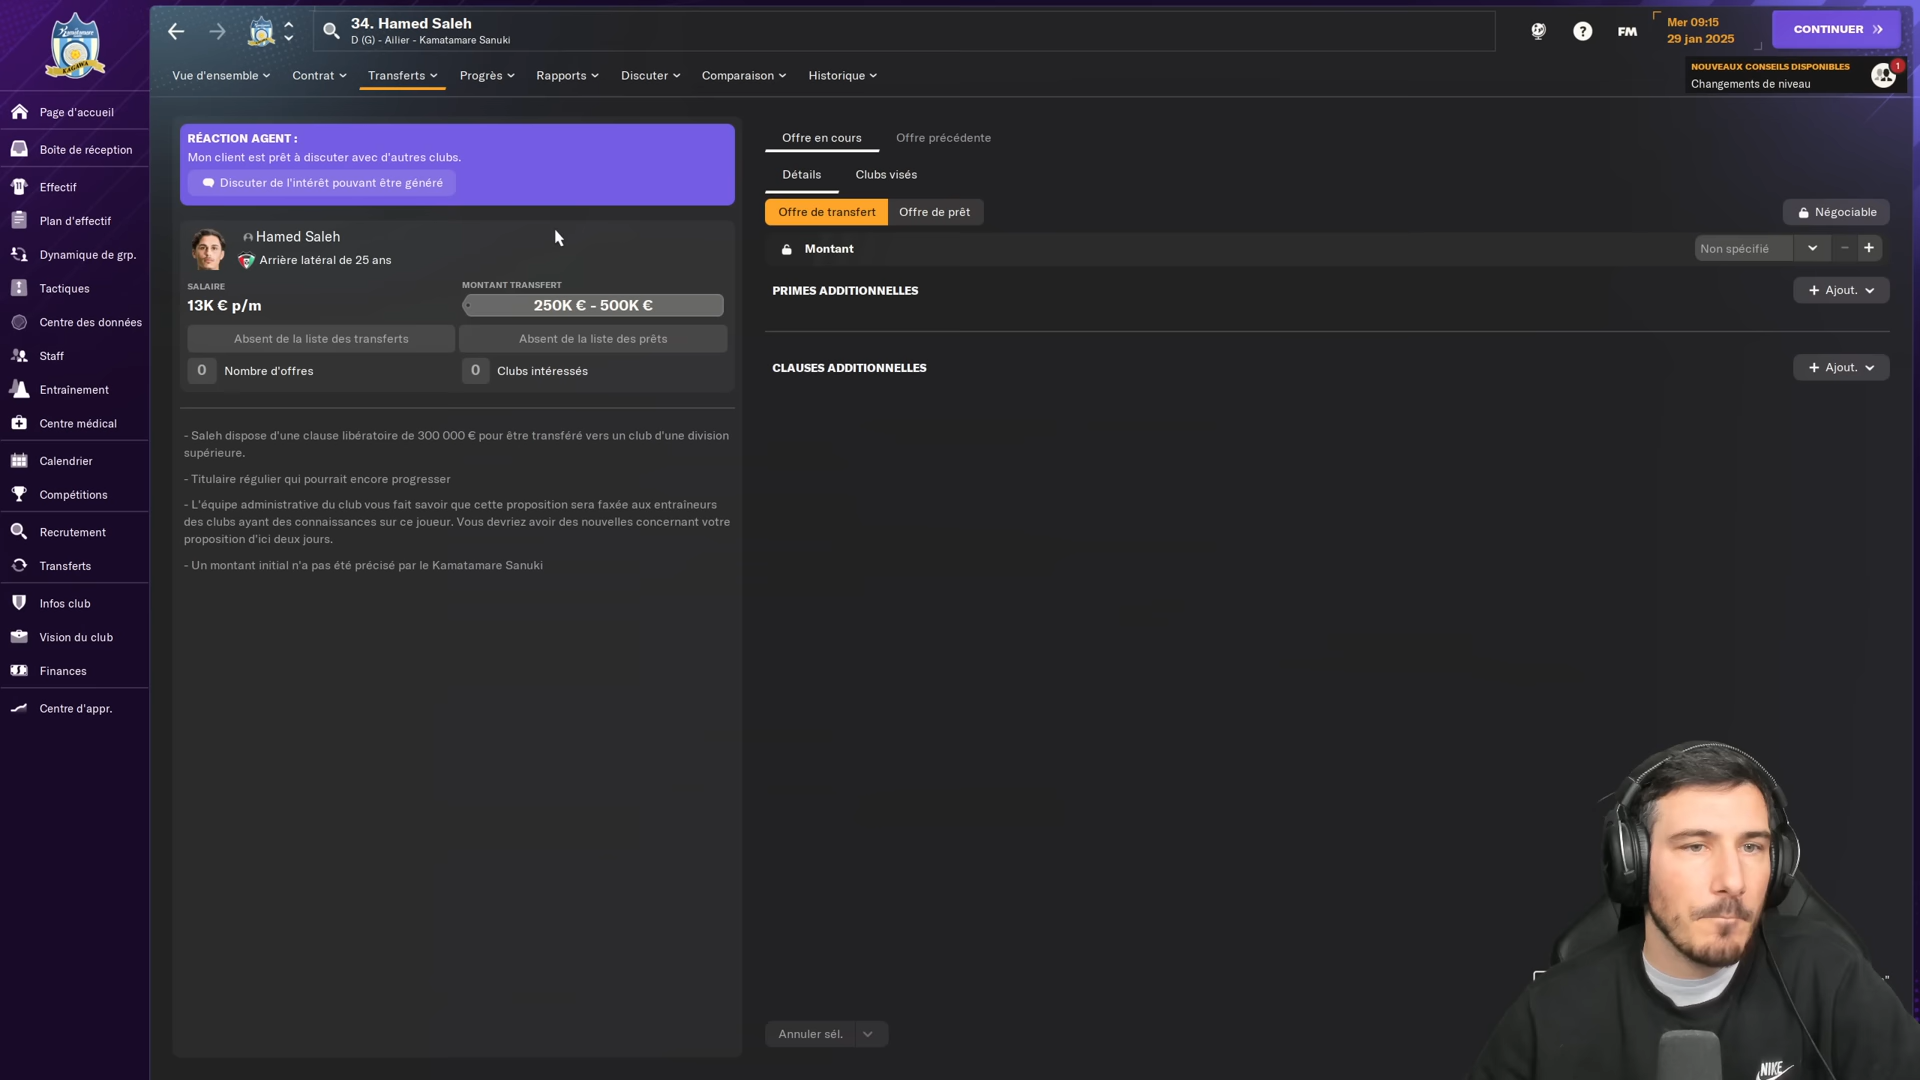 34. Hamed Saleh
D (G) - Ailier - Kamatamare Sanuki
FM
Mer 09:15
29 jan 2025
CONTINUER
Vue d'ensemble
Contrat
Transferts
Progrès
Rapports
Discuter
Comparaison
Historique
NOUVEAUX CONSEILS DISPONIBLES
Changements de niveau
1
Kamatamare
KAGAWA
Page d'accueil
Boîte de réception
Effectif
Plan d'effectif
Dynamique de grp.
Tactiques
Centre des données
Staff
Entraînement
Centre médical
Calendrier
Compétitions
Recrutement
Transferts
Infos club
Vision du club
Finances
Centre d'appr.
RÉACTION AGENT :
Mon client est prêt à discuter avec d'autres clubs.
Discuter de l'intérêt pouvant être généré
Hamed Saleh
Arrière latéral de 25 ans
SALAIRE
13K € p/m
MONTANT TRANSFERT
250K € - 500K €
Absent de la liste des transferts
Absent de la liste des prêts
0 Nombre d'offres
0 Clubs intéressés
- Saleh dispose d'une clause libératoire de 300 000 € pour être transféré vers un club d'une division
supérieure.
- Titulaire régulier qui pourrait encore progresser
- L'équipe administrative du club vous fait savoir que cette proposition sera faxée aux entraîneurs
des clubs ayant des connaissances sur ce joueur. Vous devriez avoir des nouvelles concernant votre
proposition d'ici deux jours.
- Un montant initial n'a pas été précisé par le Kamatamare Sanuki
Offre en cours
Offre précédente
Détails
Clubs visés
Offre de transfert
Offre de prêt
Négociable
Montant
Non spécifié
PRIMES ADDITIONNELLES
+ Ajout.
CLAUSES ADDITIONNELLES
+ Ajout.
Annuler sél.
NIKE